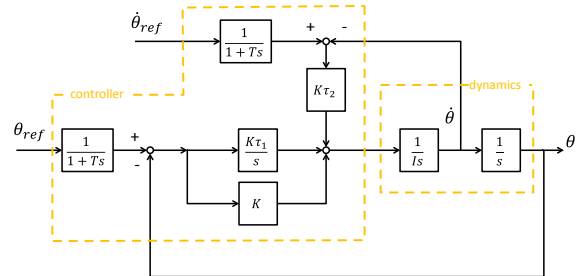 θ̇_ref
1/(1 + Ts)
+
-
controller
Kτ₂
dynamics
θ̇
θ_ref
1/(1 + Ts)
+
-
Kτ₁/s
1/(Is)
1/s
θ
K